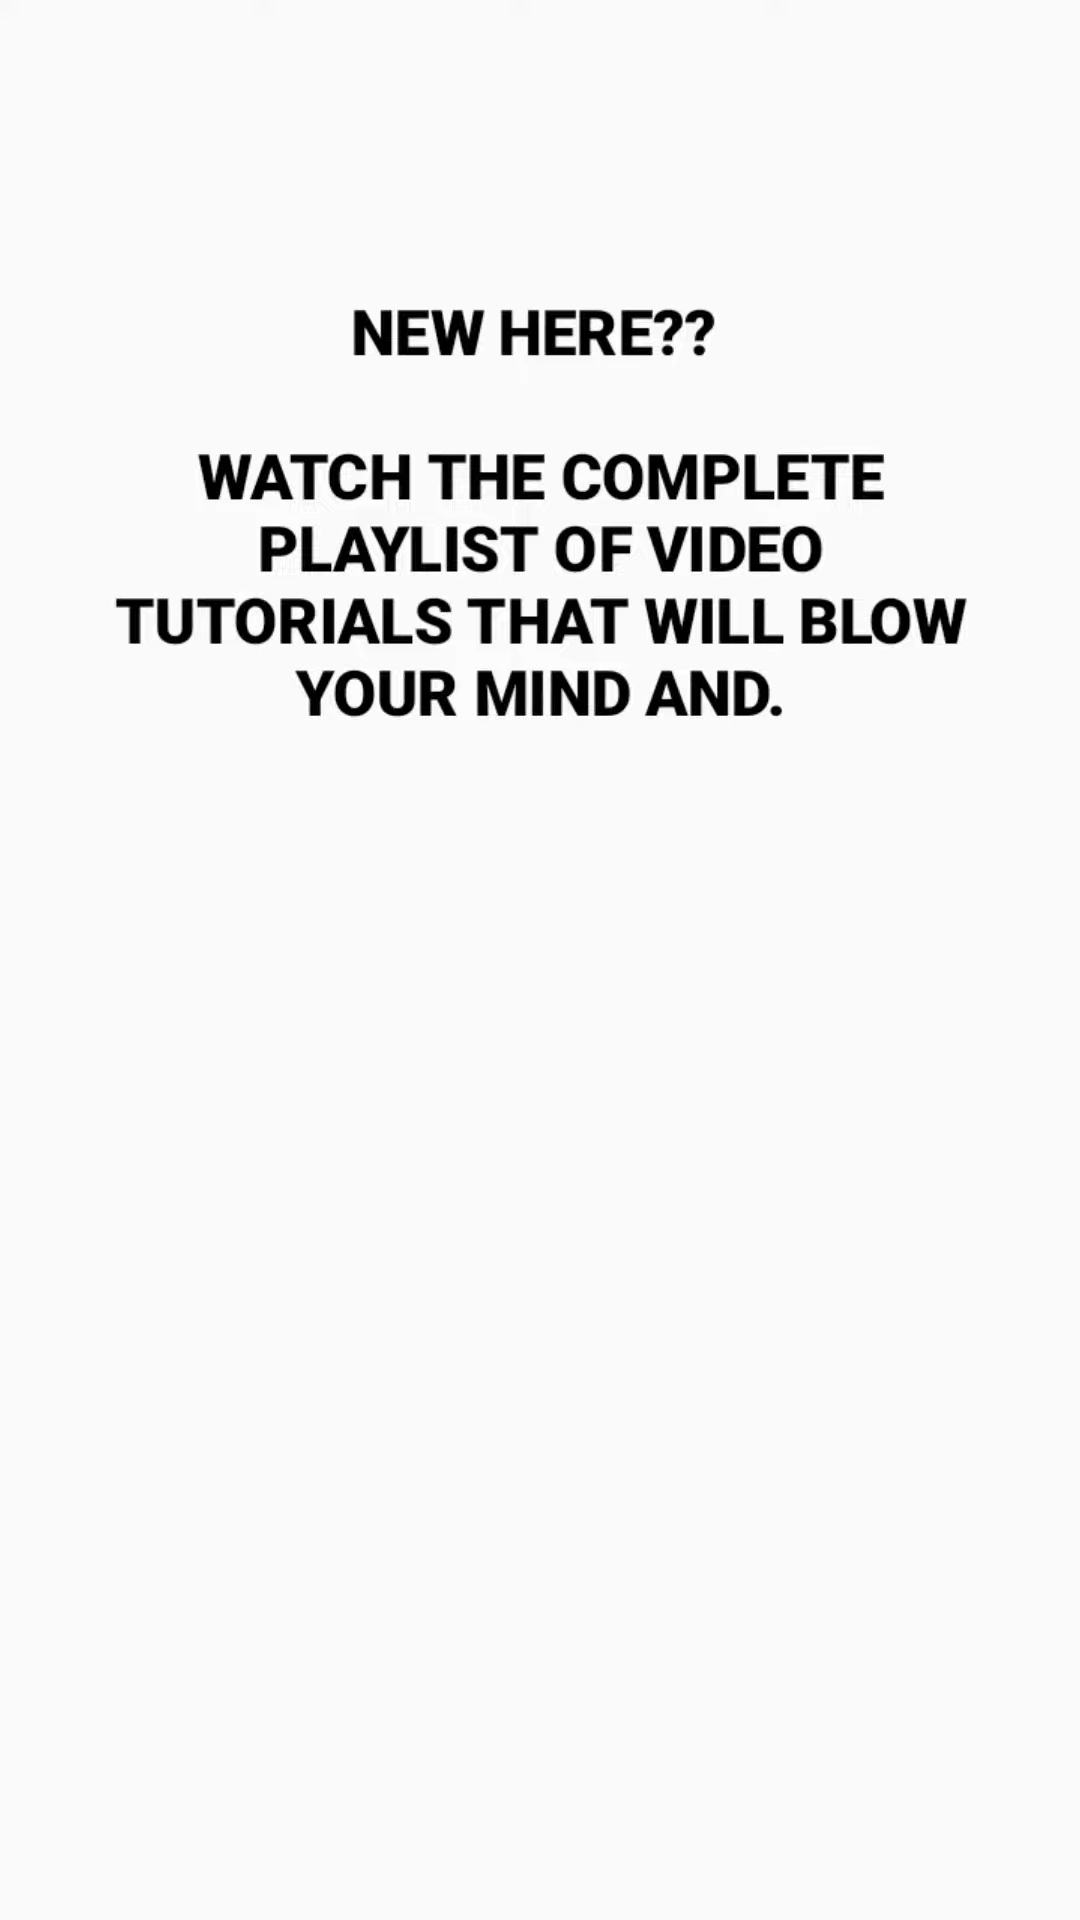 NEW HERE??
WATCH THE COMPLETE
PLAYLIST OF VIDEO
TUTORIALS THAT WILL BLOW
YOUR MIND AND.